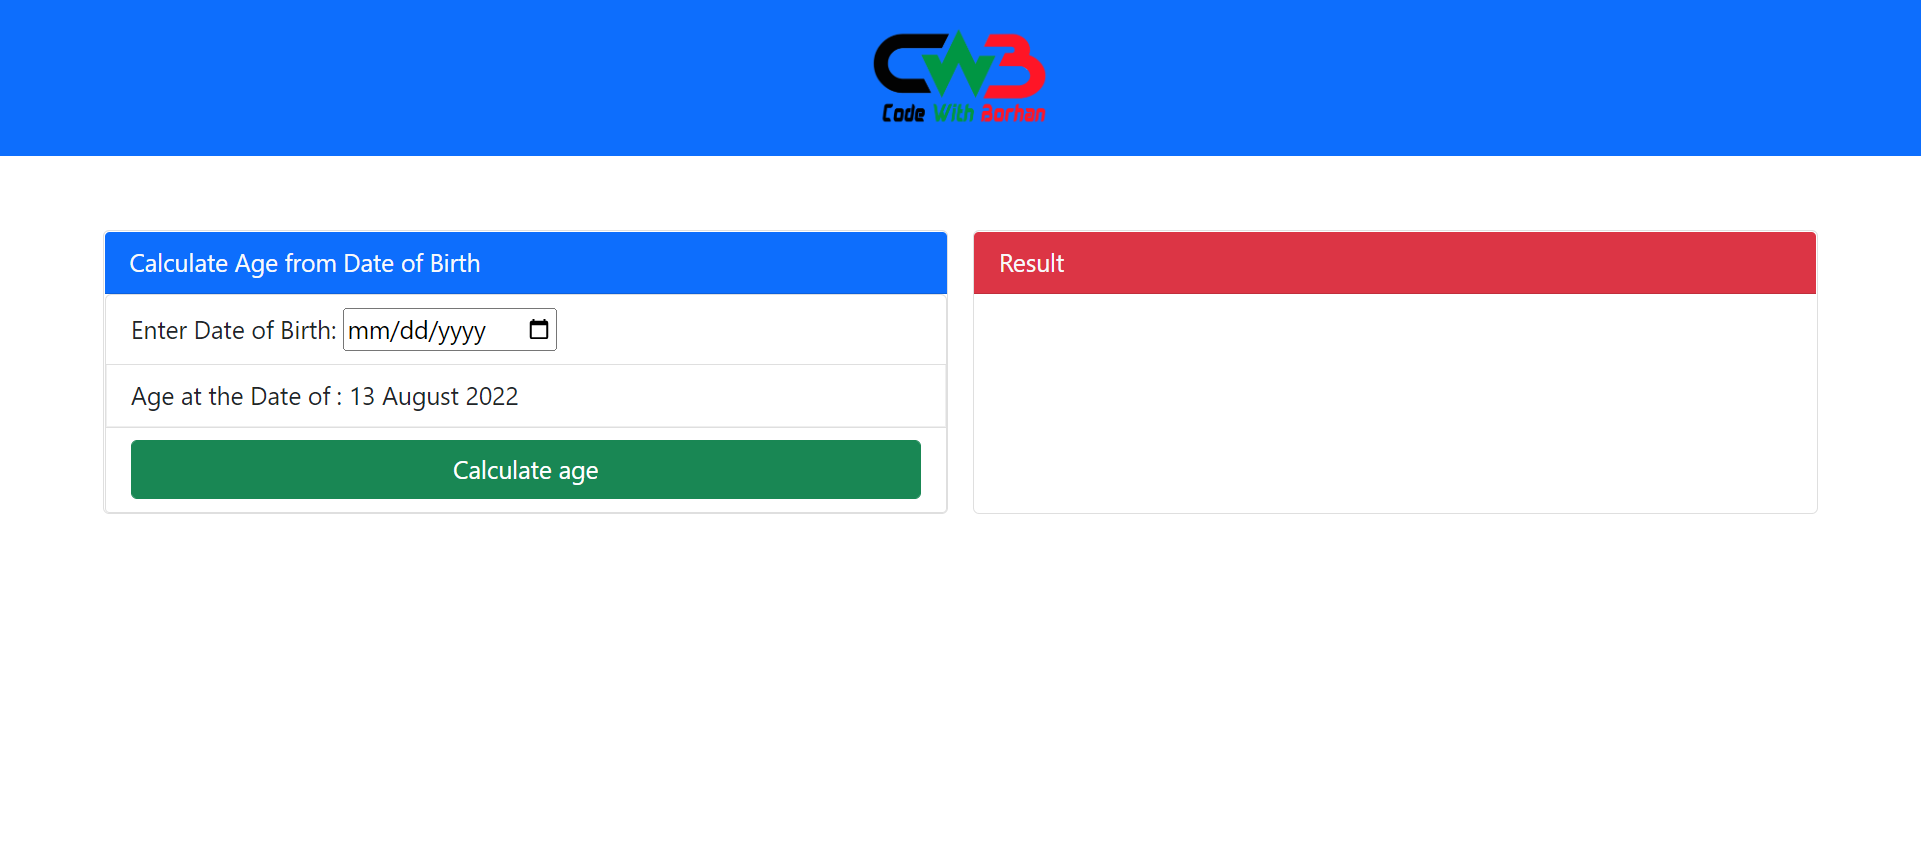 CWB
Code With Borhan
Calculate Age from Date of Birth
Enter Date of Birth: mm/dd/yyyy
Age at the Date of : 13 August 2022
Calculate age
Result